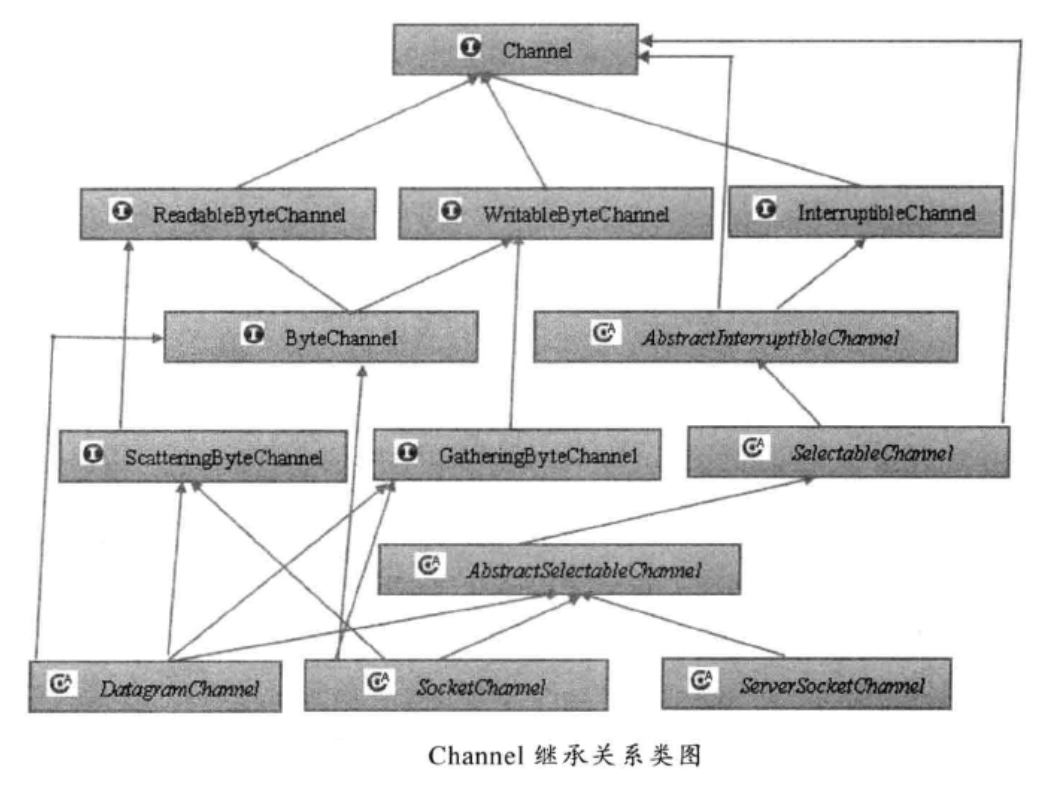 Channel
ReadableByteChannel
WritableByteChannel
InterruptibleChannel
ByteChannel
AbstractInterruptibleChannel
ScatteringByteChannel
GatheringByteChannel
SelectableChannel
AbstractSelectableChannel
DatagramChannel
SocketChannel
ServerSocketChannel
Channel 继承关系类图